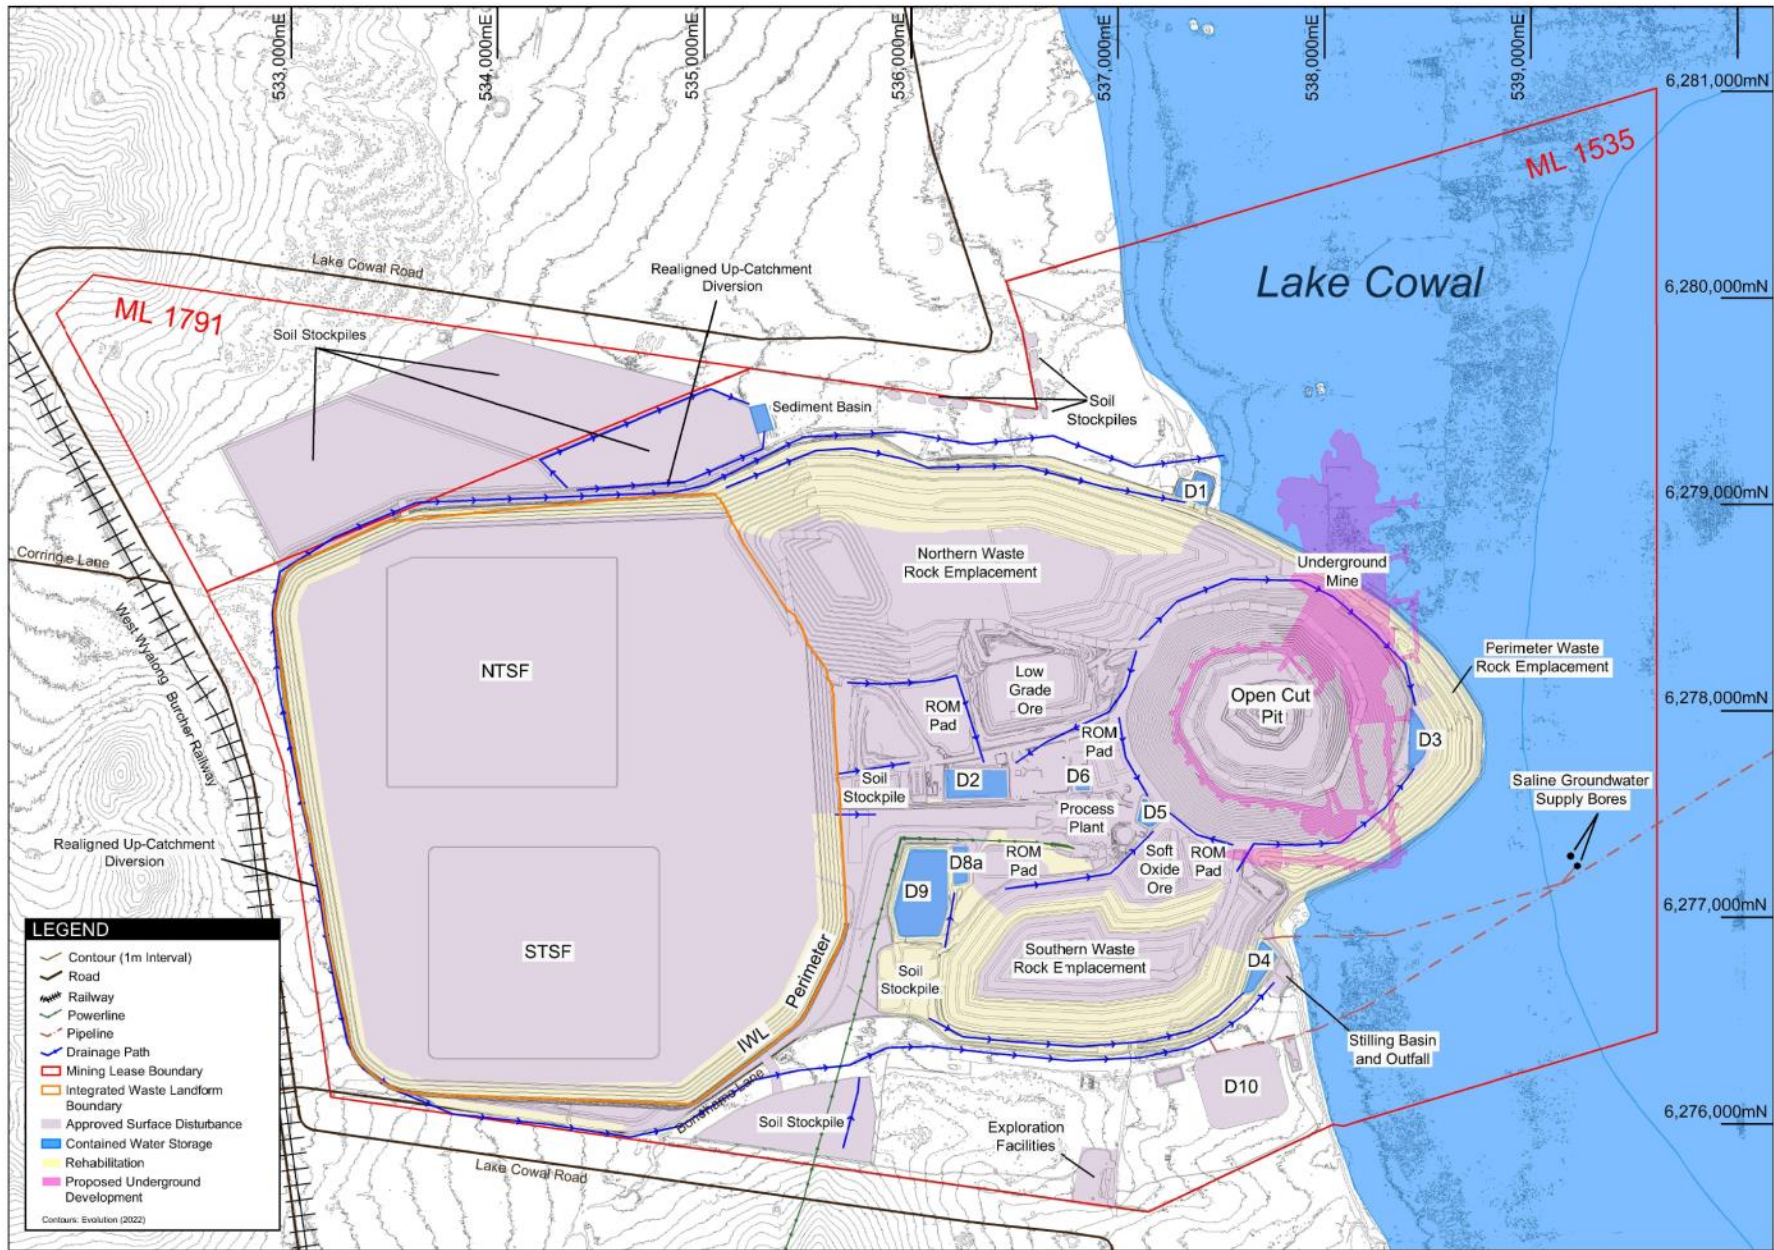 533,000mE
534,000mE
535,000mE
536,000mE
537,000mE
538,000mE
539,000mE
6,281,000mN
ML 1535
Lake Cowal Road
Realigned Up-Catchment
Diversion
Lake Cowal
6,280,000mN
ML 1791
Soil Stockpiles
Sediment Basin
Soil
Stockpiles
D1
6,279,000mN
Corringle Lane
Northern Waste
Rock Emplacement
Underground
Mine
West Wyalong Burcher Railway
NTSF
Low
Grade
Ore
Perimeter Waste
Rock Emplacement
ROM
Pad
Open Cut
Pit
6,278,000mN
ROM
Pad
D3
Soil
Stockpile
D2
D6
Saline Groundwater
Supply Bores
Process
Plant
D5
Realigned Up-Catchment
Diversion
D8a
ROM
Pad
Soft
Oxide
Ore
ROM
Pad
D9
6,277,000mN
STSF
Southern Waste
Rock Emplacement
D4
Soil
Stockpile
IWL Perimeter
Stilling Basin
and Outfall
D10
Bonehams Lane
Soil Stockpile
Exploration
Facilities
6,276,000mN
Lake Cowal Road
LEGEND
Contour (1m Interval)
Road
Railway
Powerline
Pipeline
Drainage Path
Mining Lease Boundary
Integrated Waste Landform
Boundary
Approved Surface Disturbance
Contained Water Storage
Rehabilitation
Proposed Underground
Development
Contours: Evolution (2022)